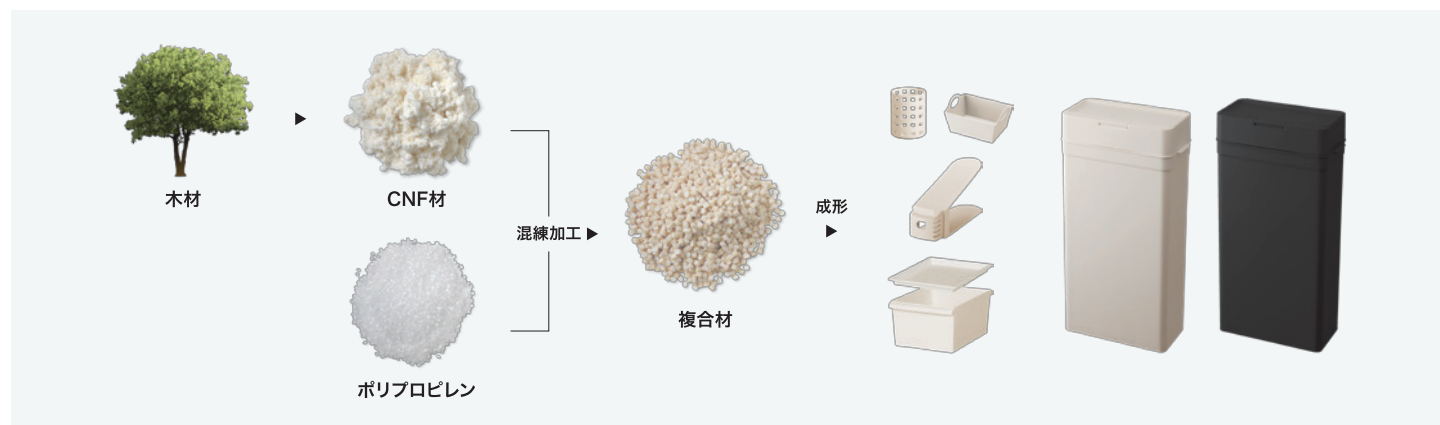 木材
CNF材
ポリプロピレン
混練加工
複合材
成形